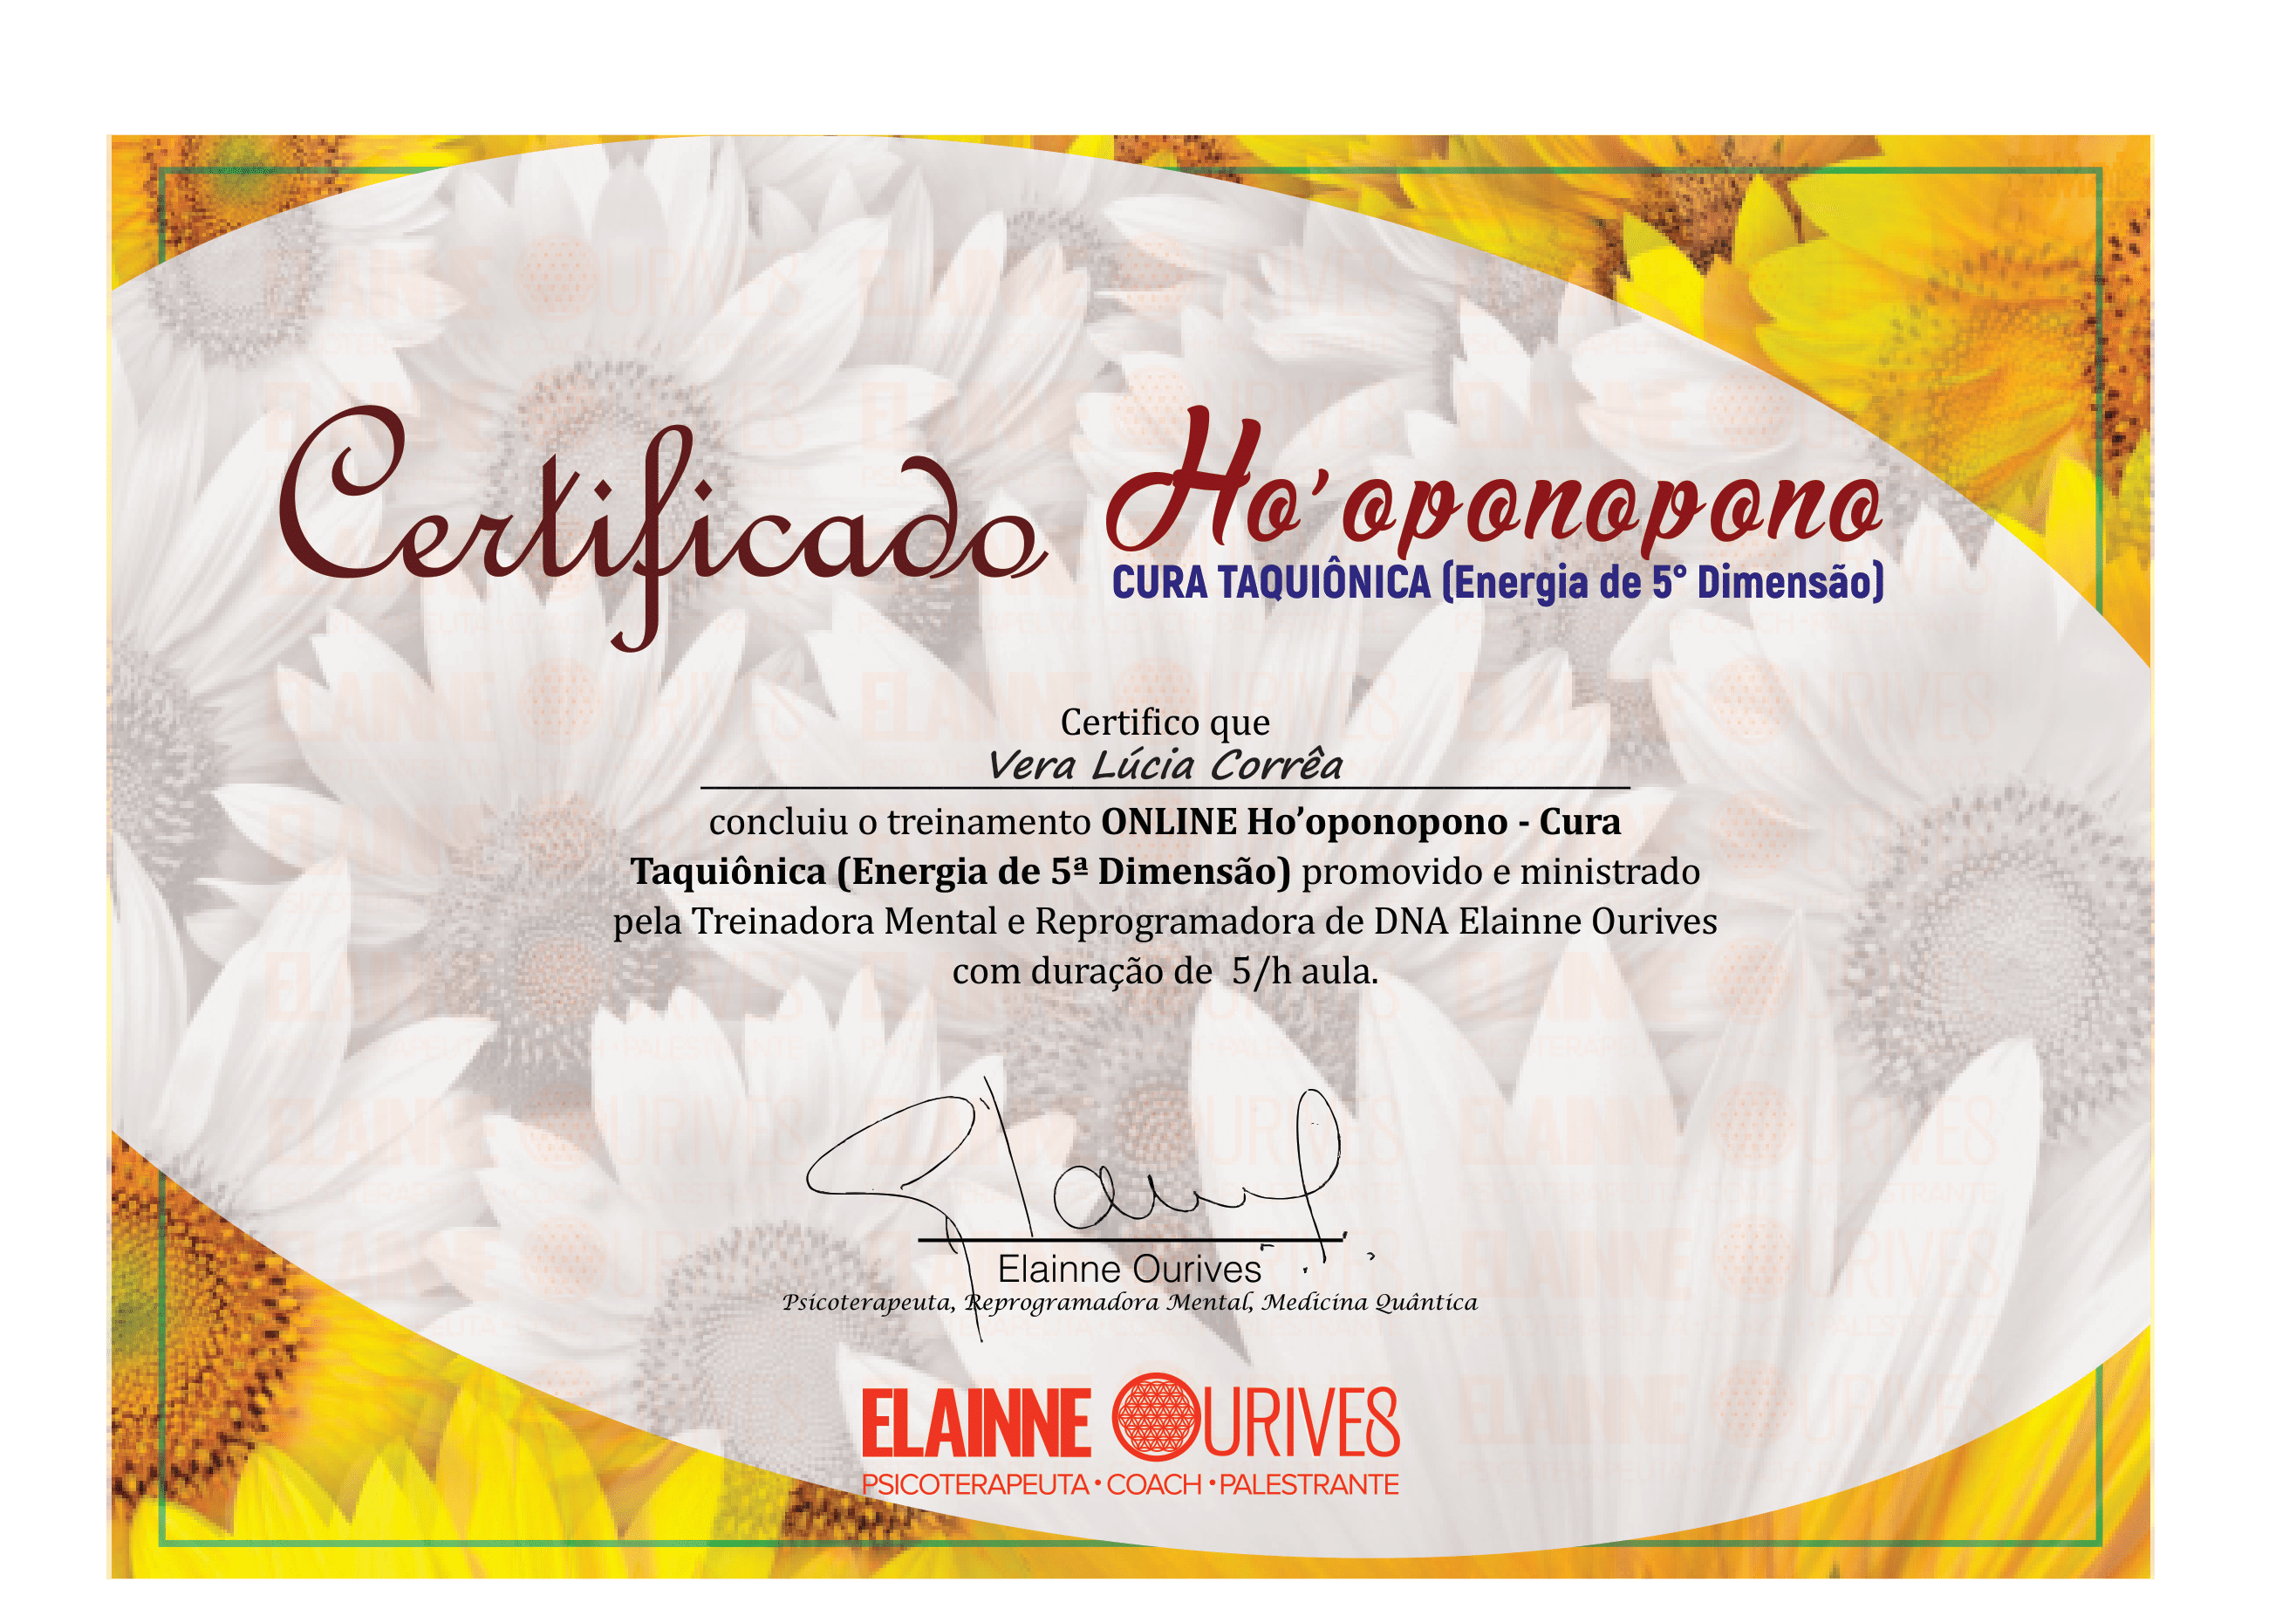 Certificado
Ho'oponopono
CURA TAQUIÔNICA (Energia de 5° Dimensão)
Certifico que
Vera Lúcia Corrêa
concluiu o treinamento ONLINE Ho’oponopono - Cura
Taquiônica (Energia de 5ª Dimensão) promovido e ministrado
pela Treinadora Mental e Reprogramadora de DNA Elainne Ourives
com duração de 5/h aula.
Elainne Ourives
Psicoterapeuta, Reprogramadora Mental, Medicina Quântica
ELAINNE OURIVES
PSICOTERAPEUTA • COACH • PALESTRANTE